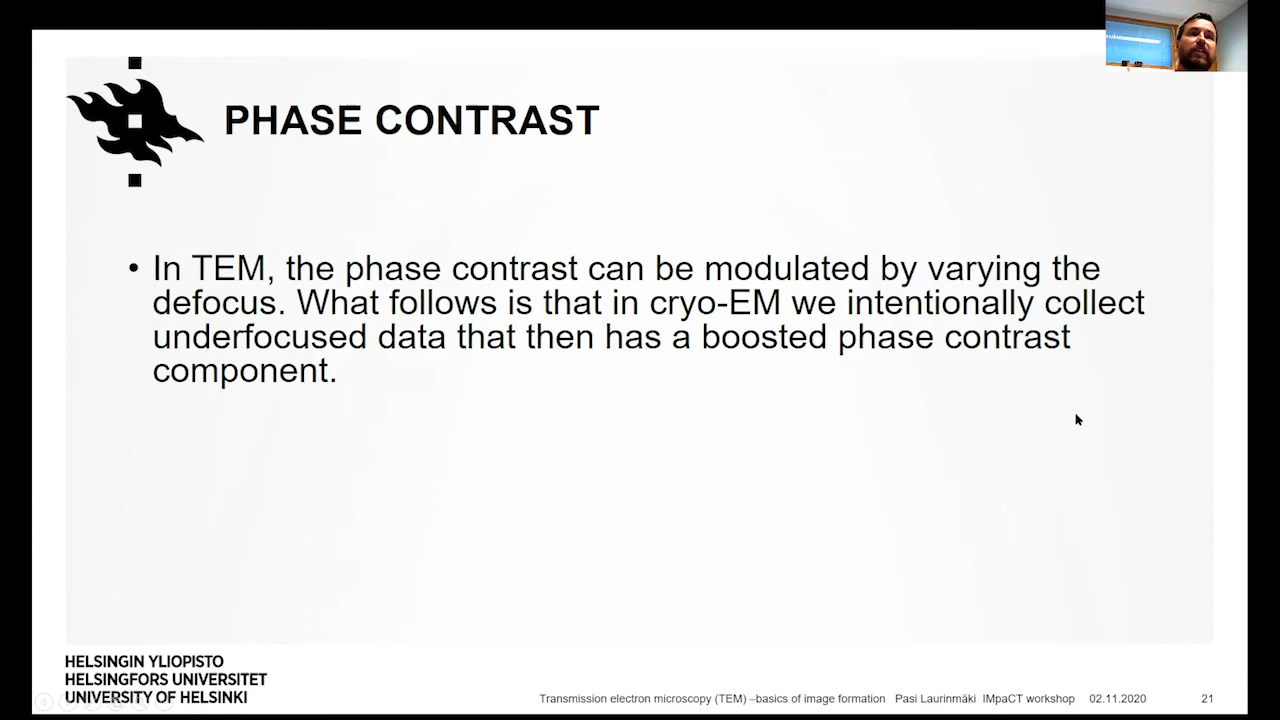 PHASE CONTRAST
• In TEM, the phase contrast can be modulated by varying the
defocus. What follows is that in cryo-EM we intentionally collect
underfocused data that then has a boosted phase contrast
component.
HELSINGIN YLIOPISTO
HELSINGFORS UNIVERSITET
UNIVERSITY OF HELSINKI
Transmission electron microscopy (TEM) –basics of image formation Pasi Laurinmäki IMpaCT workshop 02.11.2020 21